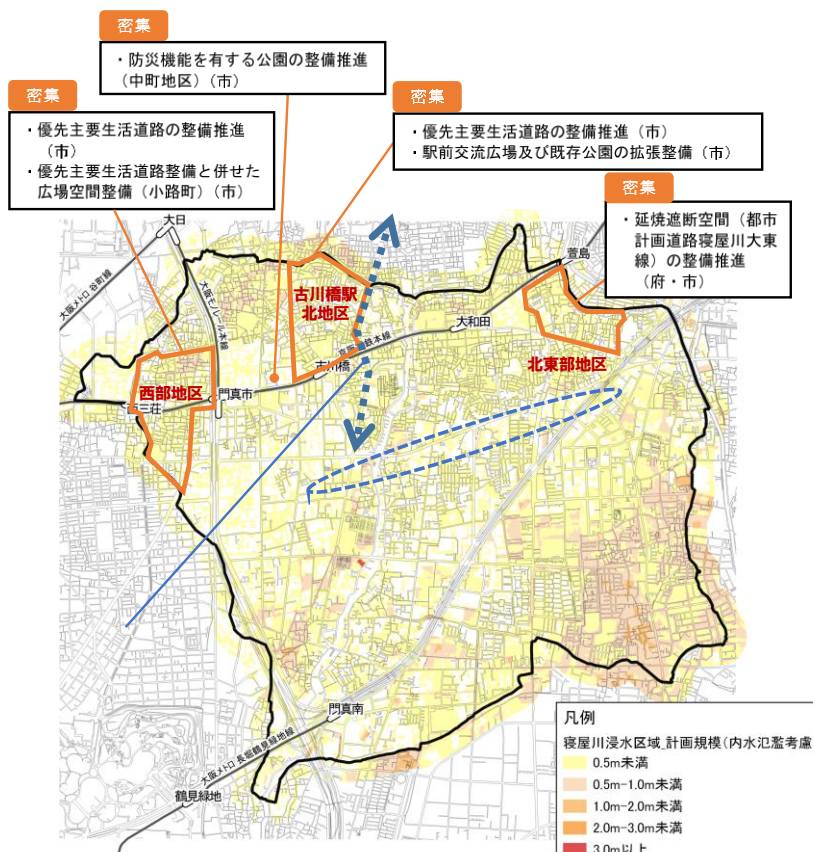 密集
・防災機能を有する公園の整備推進
（中町地区）（市）
密集
・優先主要生活道路の整備推進
（市）
・優先主要生活道路整備と併せた
広場空間整備（小路町）（市）
密集
・優先主要生活道路の整備推進（市）
・駅前交流広場及び既存公園の拡張整備（市）
密集
・延焼遮断空間（都市
計画道路寝屋川大東
線）の整備推進
（府・市）
大日
大阪メトロ谷町線
大阪モノレール本線
萱島
古川橋駅
北地区
大和田
古川橋
北東部地区
西部地区
門真市
西三荘
門真南
大阪メトロ 長堀鶴見緑地線
鶴見緑地
凡例
寝屋川浸水区域_計画規模（内水氾濫考慮
0.5m未満
0.5m-1.0m未満
1.0m-2.0m未満
2.0m-3.0m未満
3.0m以上